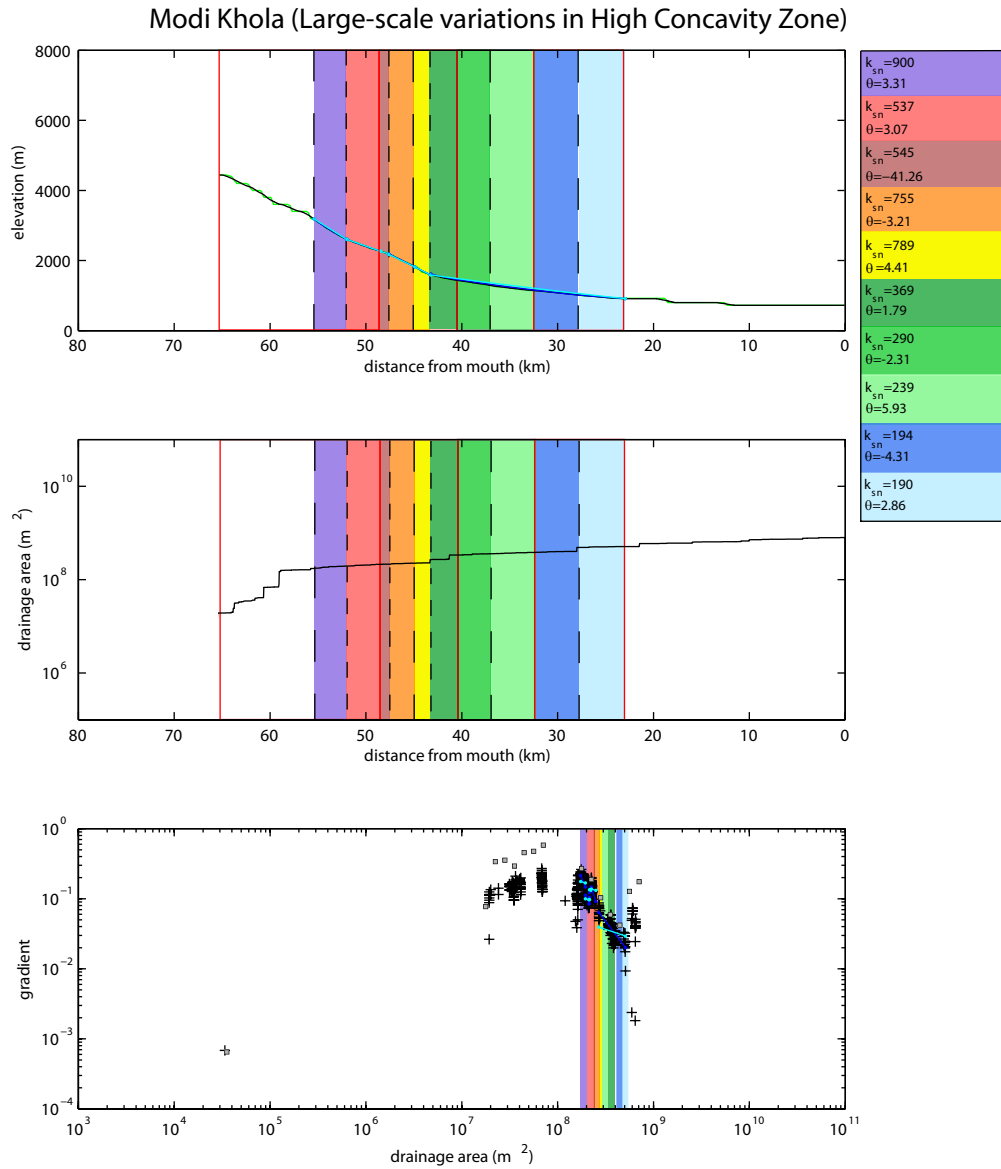 Modi Khola (Large-scale variations in High Concavity Zone)
8000
6000
4000
2000
0
elevation (m)
80 70 60 50 40 30 20 10 0
distance from mouth (km)
k_sn=900
θ=3.31
k_sn=537
θ=3.07
k_sn=545
θ=−41.26
k_sn=755
θ=-3.21
k_sn=789
θ=4.41
k_sn=369
θ=1.79
k_sn=290
θ=-2.31
k_sn=239
θ=5.93
k_sn=194
θ=-4.31
k_sn=190
θ=2.86
10^10
10^8
10^6
drainage area (m^2)
80 70 60 50 40 30 20 10 0
distance from mouth (km)
10^0
10^−1
10^−2
10^−3
10^−4
gradient
10^3 10^4 10^5 10^6 10^7 10^8 10^9 10^10 10^11
drainage area (m^2)